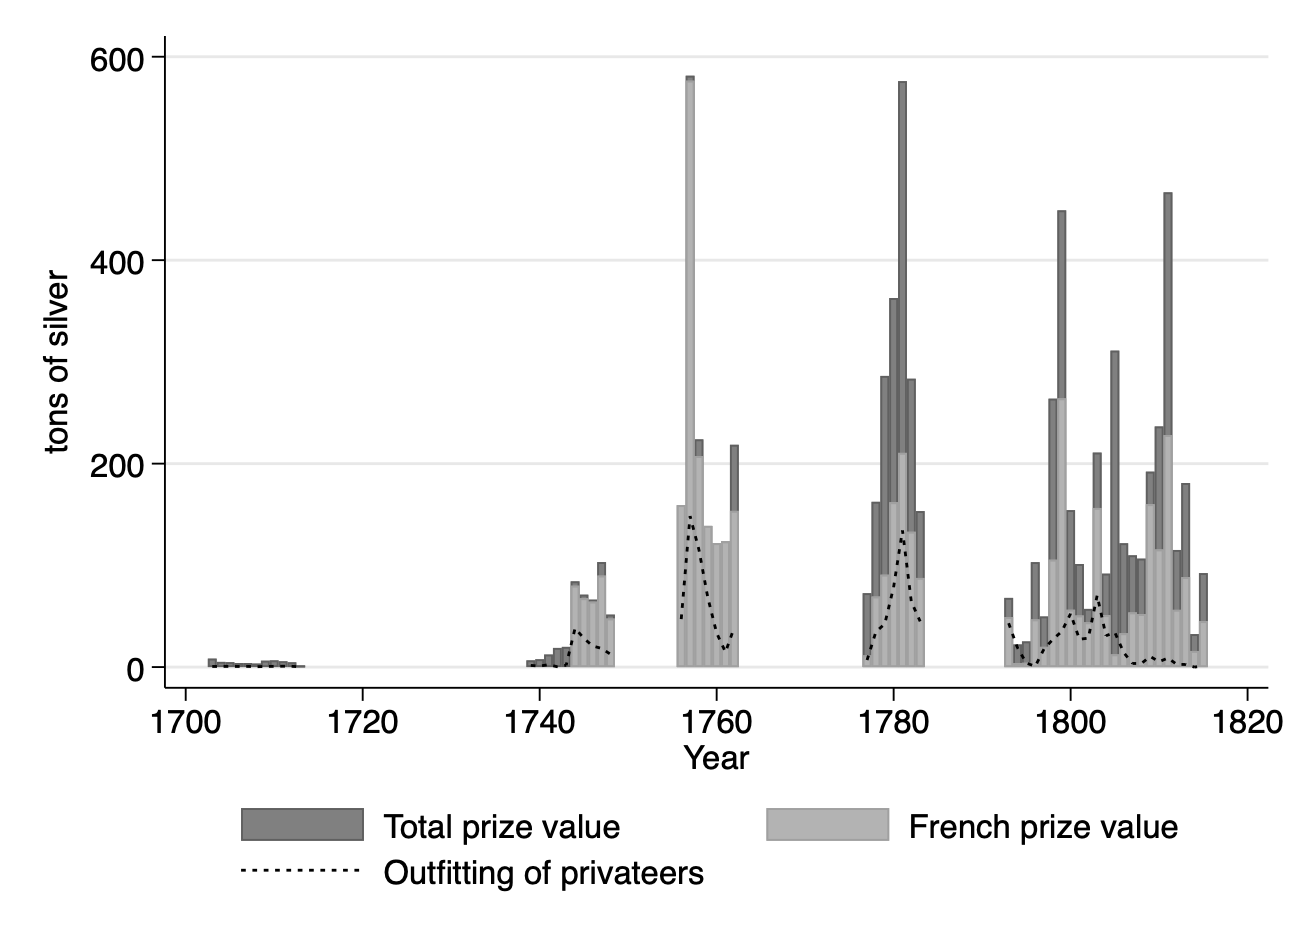 600
400
200
0
tons of silver
1700 1720 1740 1760 1780 1800 1820
Year
Total prize value French prize value
Outfitting of privateers